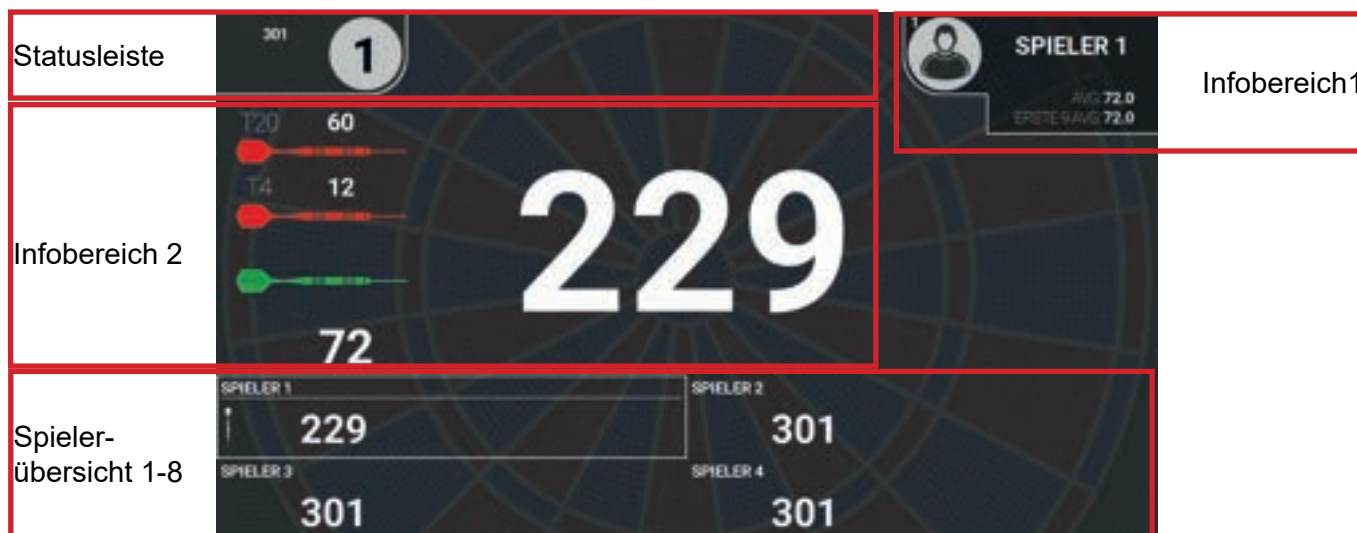 Statusleiste
301
1
1
SPIELER 1
Infobereich1
AVG. 72.0
ERSTE 9 AVG. 72.0
Infobereich 2
T20 60
T4 12
229
72
Spieler-
übersicht 1-8
SPIELER 1
229
SPIELER 2
301
SPIELER 3
301
SPIELER 4
301